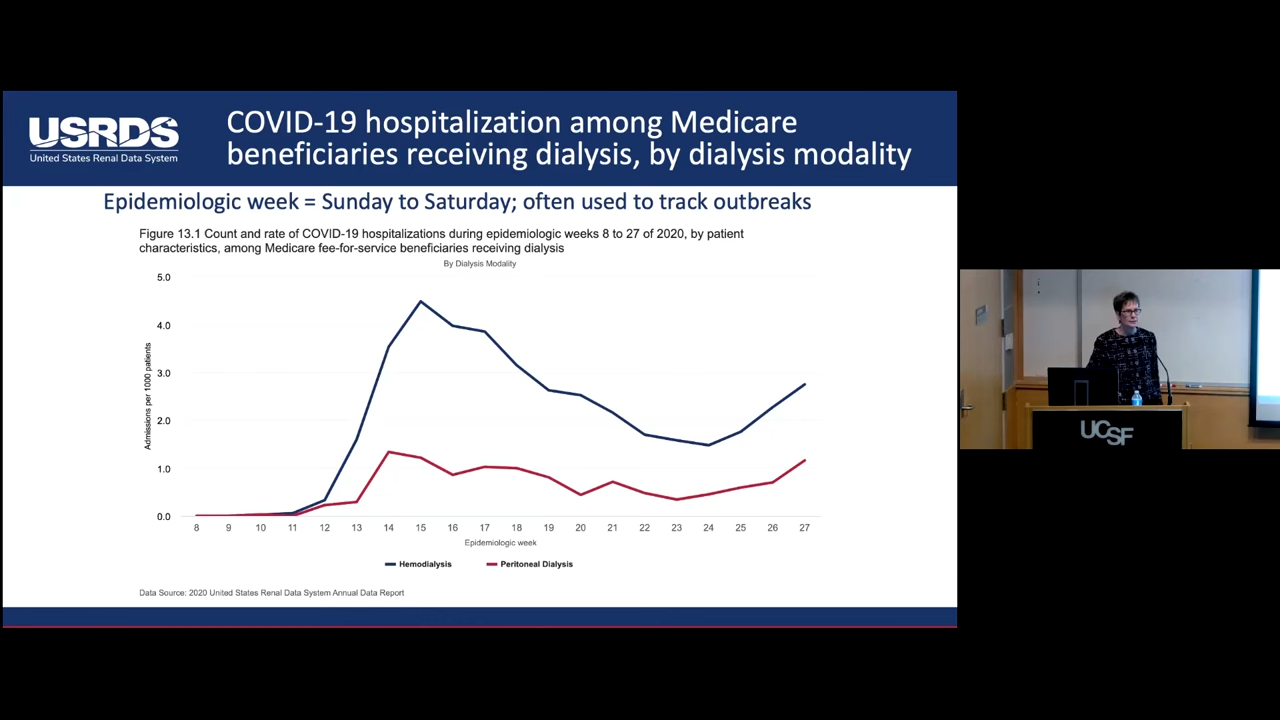 USRDS
United States Renal Data System
COVID-19 hospitalization among Medicare
beneficiaries receiving dialysis, by dialysis modality
Epidemiologic week = Sunday to Saturday; often used to track outbreaks
Figure 13.1 Count and rate of COVID-19 hospitalizations during epidemiologic weeks 8 to 27 of 2020, by patient
characteristics, among Medicare fee-for-service beneficiaries receiving dialysis
By Dialysis Modality
Admissions per 1000 patients
5.0
4.0
3.0
2.0
1.0
0.0
8 9 10 11 12 13 14 15 16 17 18 19 20 21 22 23 24 25 26 27
Epidemiologic week
Hemodialysis Peritoneal Dialysis
Data Source: 2020 United States Renal Data System Annual Data Report
UCSF